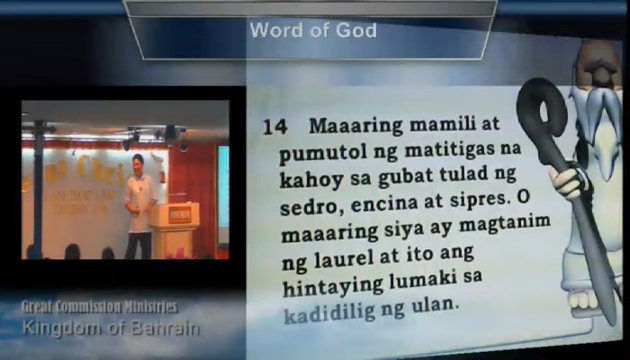 Word of God
14 Maaaring mamili at
pumutol ng matitigas na
kahoy sa gubat tulad ng
sedro, encina at sipres. O
maaaring siya ay magtanim
ng laurel at ito ang
hintaying lumaki sa
kadidilig ng ulan.
Great Commission Ministries
Kingdom of Bahrain